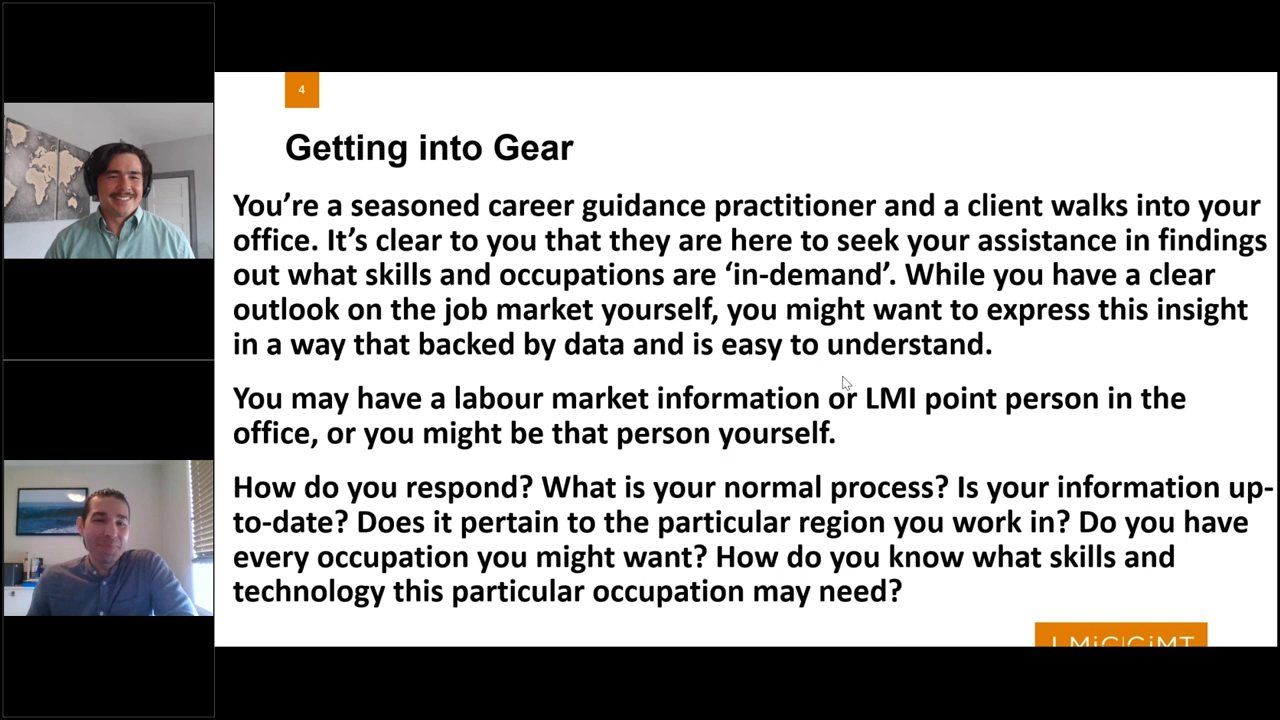 4
Getting into Gear
You’re a seasoned career guidance practitioner and a client walks into your
office. It’s clear to you that they are here to seek your assistance in findings
out what skills and occupations are ‘in-demand’. While you have a clear
outlook on the job market yourself, you might want to express this insight
in a way that backed by data and is easy to understand.
You may have a labour market information or LMI point person in the
office, or you might be that person yourself.
How do you respond? What is your normal process? Is your information up-
to-date? Does it pertain to the particular region you work in? Do you have
every occupation you might want? How do you know what skills and
technology this particular occupation may need?
LMiC|CiMT